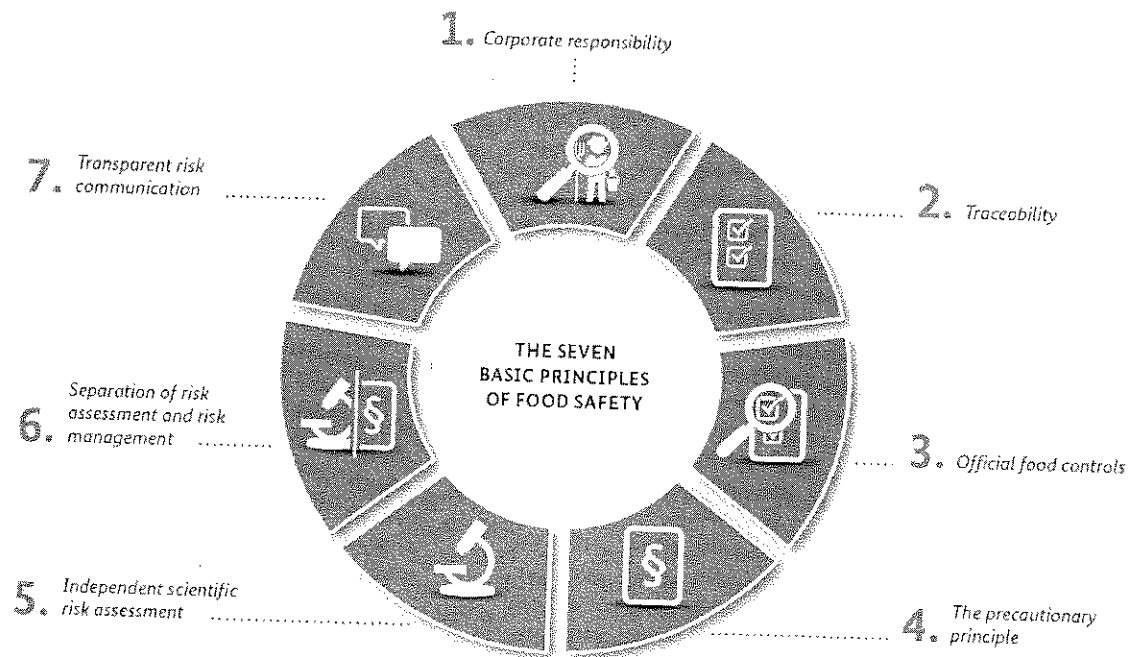 1. Corporate responsibility
2. Traceability
3. Official food controls
4. The precautionary
principle
5. Independent scientific
risk assessment
6. Separation of risk
assessment and risk
management
7. Transparent risk
communication
THE SEVEN
BASIC PRINCIPLES
OF FOOD SAFETY
§
§